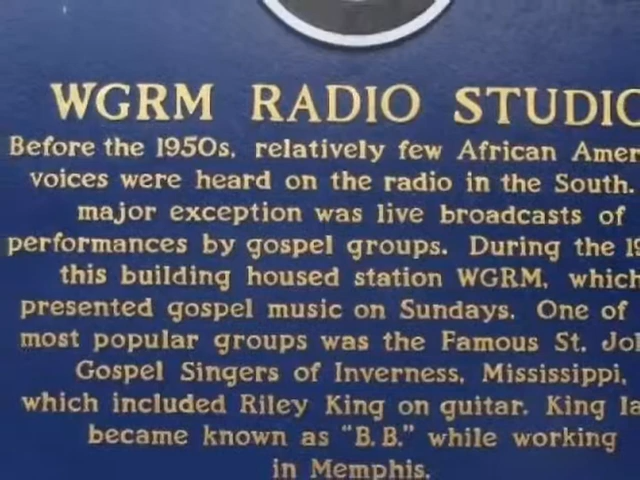 WGRM RADIO STUDIO
Before the 1950s, relatively few African Amer
voices were heard on the radio in the South.
major exception was live broadcasts of
performances by gospel groups. During the 19
this building housed station WGRM, which
presented gospel music on Sundays. One of
most popular groups was the Famous St. Joh
Gospel Singers of Inverness, Mississippi,
which included Riley King on guitar. King la
became known as "B.B." while working
in Memphis.